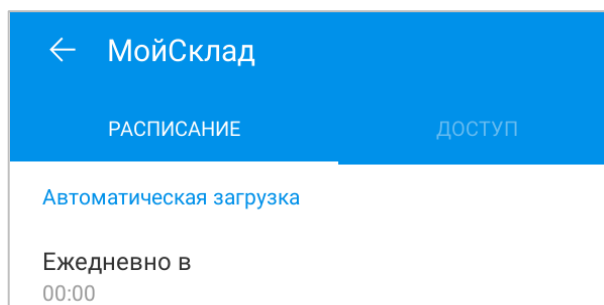 МойСклад
РАСПИСАНИЕ ДОСТУП
Автоматическая загрузка
Ежедневно в
00:00